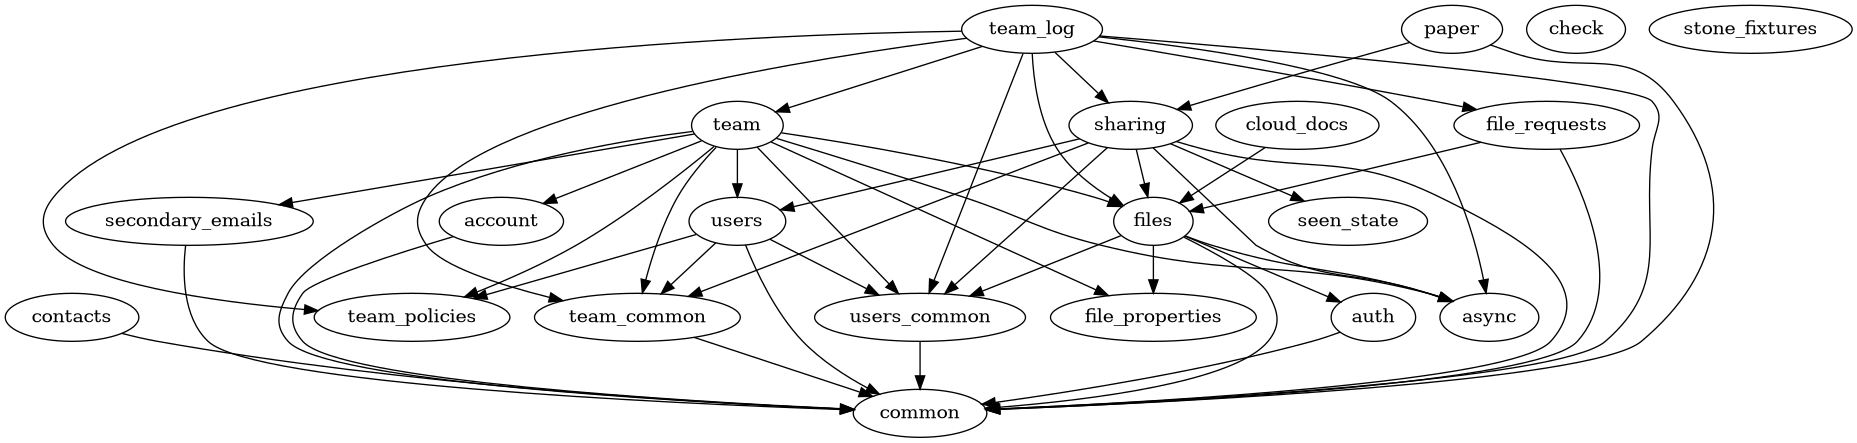 team_log
paper
check
stone_fixtures
team
sharing
cloud_docs
file_requests
secondary_emails
account
users
files
seen_state
contacts
team_policies
team_common
users_common
file_properties
auth
async
common